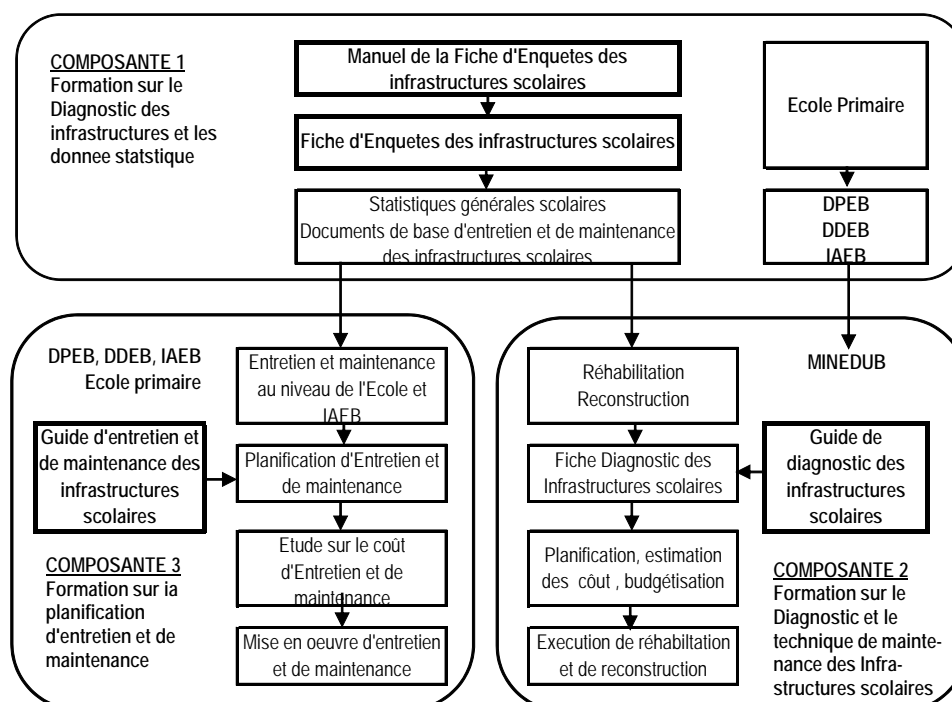 COMPOSANTE 1
Formation sur le
Diagnostic des
infrastructures et les
donnee statstique
Manuel de la Fiche d'Enquetes des
infrastructures scolaires
Fiche d'Enquetes des infrastructures scolaires
Statistiques générales scolaires
Documents de base d'entretien et de maintenance
des infrastructures scolaires
Ecole Primaire
DPEB
DDEB
IAEB
DPEB, DDEB, IAEB
Ecole primaire
Entretien et maintenance
au niveau de l'Ecole et
IAEB
Guide d'entretien et
de maintenance des
infrastructures
scolaires
Planification d'Entretien et
de maintenance
Etude sur le coût
d'Entretien et de
maintenance
Mise en oeuvre d'entretien
et de maintenance
COMPOSANTE 3
Formation sur ia
planification
d'entretien et de
maintenance
MINEDUB
Réhabilitation
Reconstruction
Fiche Diagnostic des
Infrastructures scolaires
Guide de
diagnostic des
infrastructures
scolaires
Planification, estimation
des côut , budgétisation
Execution de réhabiltation
et de reconstruction
COMPOSANTE 2
Formation sur le
Diagnostic et le
technique de mainte-
nance des Infra-
structures scolaires